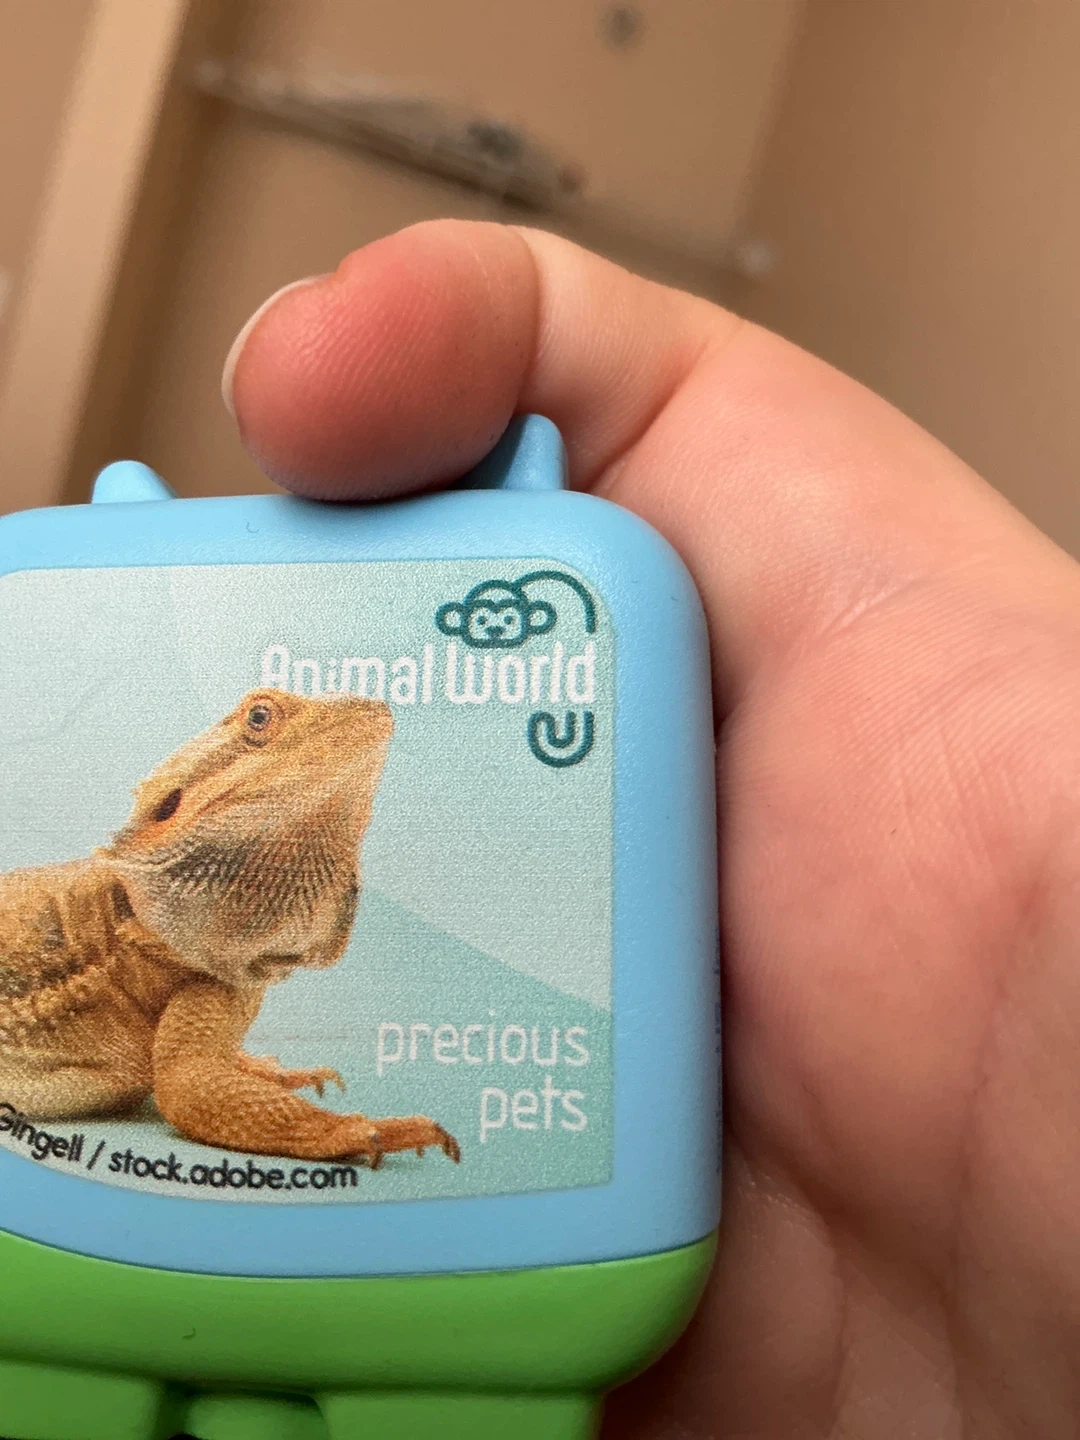 Animal World
precious
pets
Gingell / stock.adobe.com